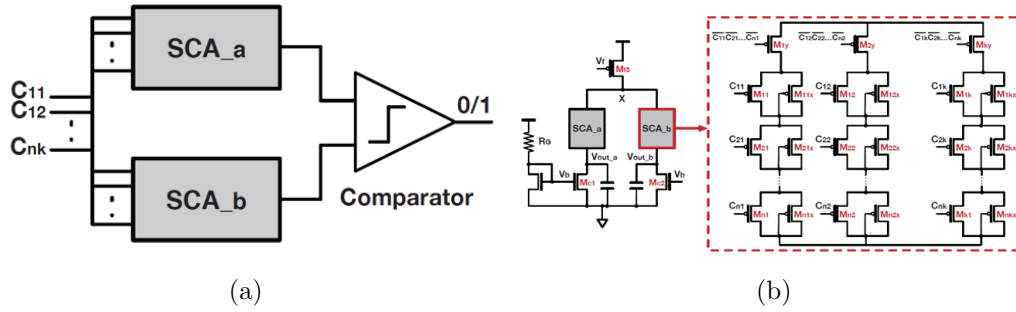 SCA_a
C11
C12
Cnk
0/1
SCA_b
Comparator
(a)
Vf
Mf5
X
SCA_a
SCA_b
RG
Vout_a
Vout_b
Vb
Mc1
Mc2
Vb
C11C21...Cn1
M1y
C12C22...Cn2
M2y
C1kC2k...Cnk
Mky
C11
M11
M11x
C12
M12
M12x
C1k
M1k
M1kx
C21
M21
M21x
C22
M22
M22x
C2k
M2k
M2kx
Cn1
Mn1
Mn1x
Cn2
Mn2
Mn2x
Cnk
Mk1
Mnkx
(b)